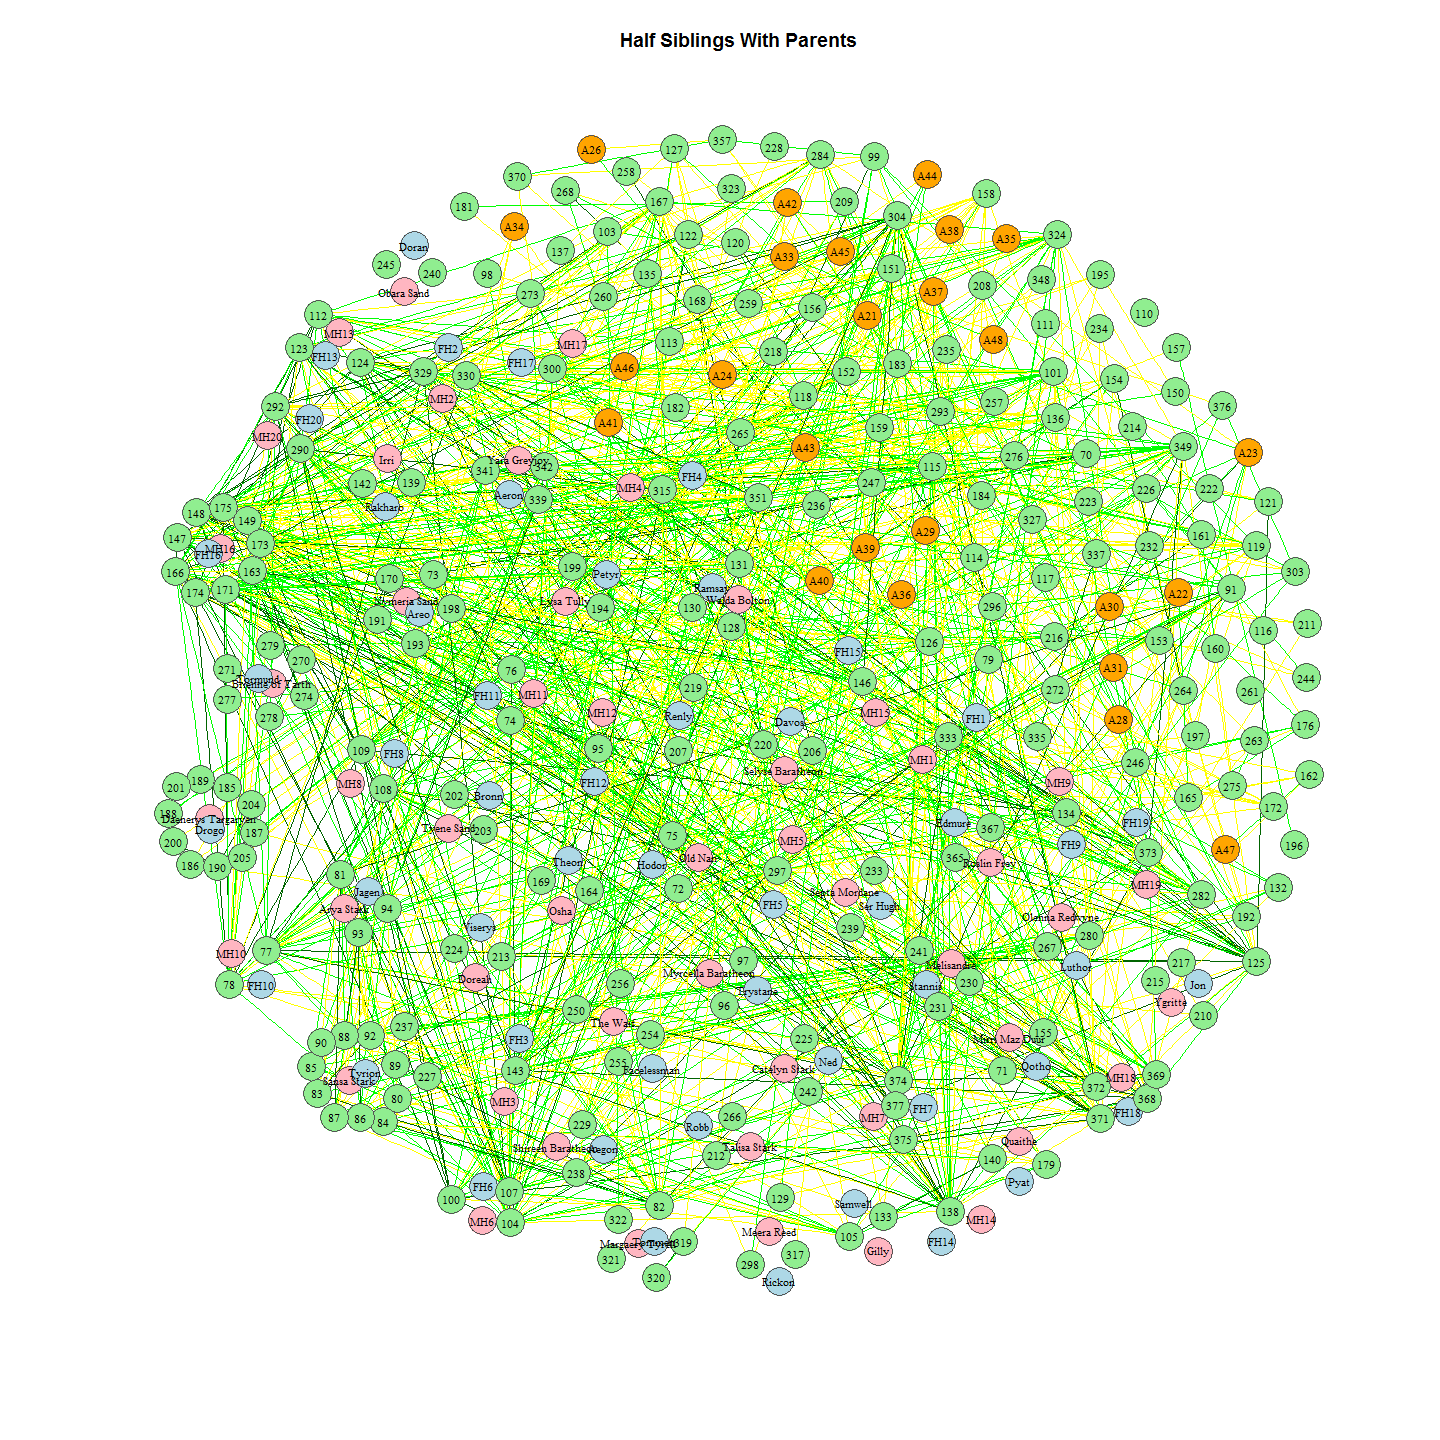 Half Siblings With Parents
A26
127
357
228
284
99
A44
370
258
268
323
A42
209
158
181
167
304
A34
103
122
120
A38
A35
324
Doran
137
A33
A45
245
240
98
135
151
195
Obara Sand
273
260
168
259
156
A37
208
348
112
A21
111
234
110
MH13
123
FH13
FH2
MH17
113
218
235
A48
157
124
FH17
329
330
300
A46
A24
152
183
101
154
150
MH2
118
292
182
293
257
136
376
FH20
MH20
A41
265
159
214
290
A43
276
70
349
A23
Irri
Yara Greyjoy
342
341
115
142
139
Rakharo
Aeron
339
MH4
FH4
315
351
247
184
226
222
121
223
175
148
149
236
327
147
173
MH16
FH16
A39
A29
232
161
119
114
337
166
163
170
73
199
Petyr
131
A40
117
303
174
171
Nymeria Sand
Areo
198
Lysa Tully
194
Ramsay
Walda Bolton
130
A36
A22
91
191
A30
296
128
211
193
279
126
216
153
116
FH15
160
271
270
76
79
A31
244
Tormund
Brienne of Tarth
277
274
FH11
MH11
219
146
272
264
261
278
74
MH12
Renly
Davos
MH15
FH1
A28
176
109
FH8
95
207
220
206
333
335
197
263
MH8
FH12
Selyse Baratheon
MH1
246
MH9
162
201
189
185
108
202
Bronn
165
275
188
204
172
Daenerys Targaryen
Drogo
187
Tyene Sand
203
75
134
Edmure
367
FH19
200
MH5
FH9
196
186
190
205
Theon
Hodor
Old Nan
365
Roslin Frey
373
A47
81
169
72
297
233
MH19
Jagen
164
Septa Mordane
Ser Hugh
282
132
Arya Stark
94
Osha
FH5
Olenna Redwyne
192
93
Viserys
239
280
77
224
213
241
267
MH10
97
Melisandre
Luthor
217
125
78
FH10
Doreah
Myrcella Baratheon
Trystane
Stannis
230
215
Jon
256
96
231
Ygritte
210
250
The Waif
237
88
92
254
225
Mirri Maz Duur
155
90
FH3
85
89
Tyrion
Sansa Stark
227
143
255
Facelessman
Catelyn Stark
Ned
71
Qotho
374
MH18
369
83
80
242
372
368
MH3
377
FH7
87
86
84
229
266
Robb
MH7
371
FH18
Shireen Baratheon
Aegon
Talisa Stark
375
Quaithe
212
140
179
238
Pyat
FH6
107
100
82
129
Samwell
133
138
MH14
MH6
104
322
Meera Reed
105
FH14
Margaery Tyrell
Tommen
319
Gilly
321
320
298
317
Rickon